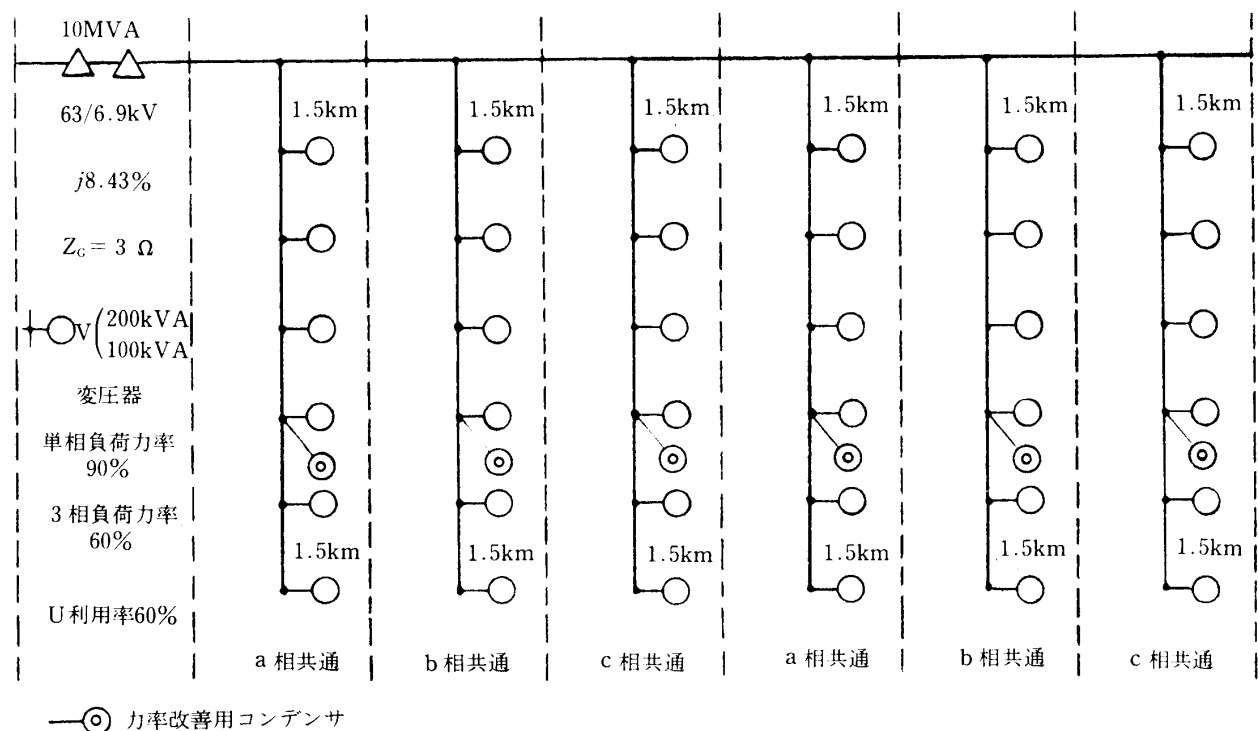 10MVA
63/6.9kV
j8.43%
Z_G = 3 Ω
V(200kVA
100kVA
変圧器
単相負荷力率
90%
3相負荷力率
60%
U利用率60%
1.5km 1.5km 1.5km 1.5km 1.5km 1.5km
1.5km 1.5km 1.5km 1.5km 1.5km 1.5km
a相共通 b相共通 c相共通 a相共通 b相共通 c相共通
力率改善用コンデンサ